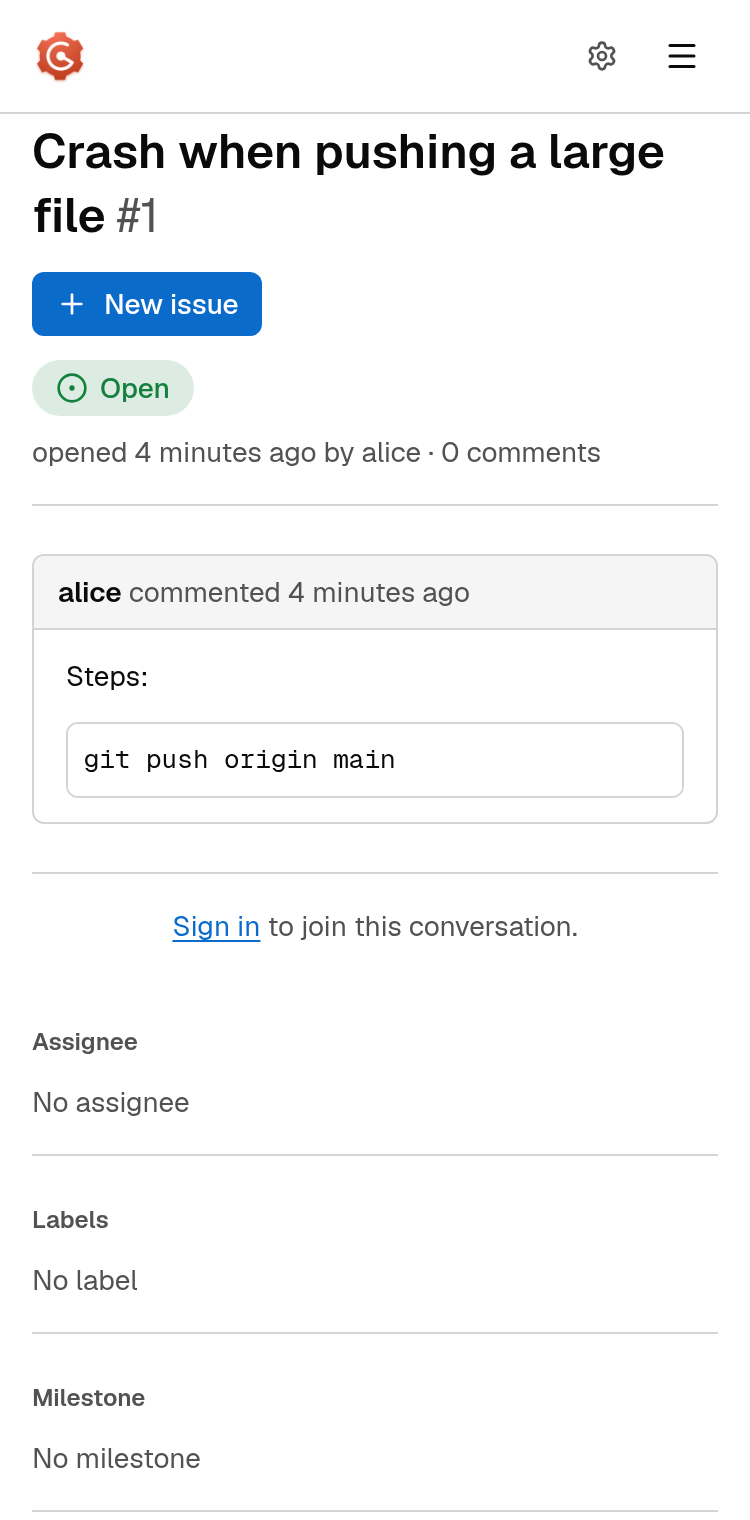 Crash when pushing a large
file #1
New issue
Open
opened 4 minutes ago by alice · 0 comments
alice commented 4 minutes ago
Steps:
git push origin main
Sign in to join this conversation.
Assignee
No assignee
Labels
No label
Milestone
No milestone